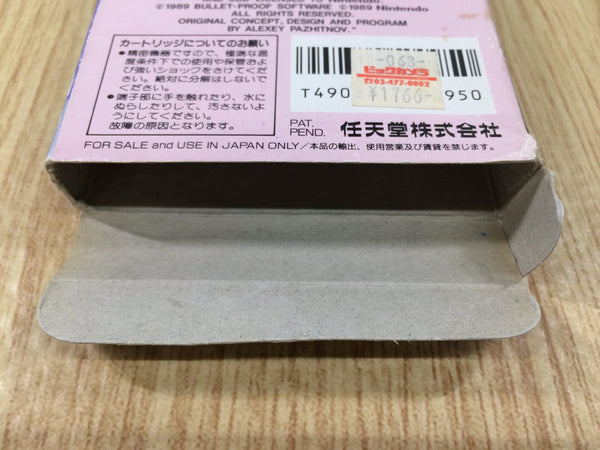 AND LICENSED TO NINTENDO.
©1989 BULLET-PROOF SOFTWARE ©1989 Nintendo
ALL RIGHTS RESERVED.
ORIGINAL CONCEPT, DESIGN AND PROGRAM
BY ALEXEY PAZHITNOV."
カートリッジについてのお願い
●精密機器ですので、極端な温
度条件下での使用や保管およ
び強いショックをさけてくだ
さい。絶対に分解はしないで
ください。
●端子部に手を触れたり、水に
ぬらしたりして、汚さないよ
うにしてください。
故障の原因となります。
-063-
ビックカメラ
☎03-477-0002
¥1766-
T490
950
PAT.
PEND.
任天堂株式会社
FOR SALE and USE IN JAPAN ONLY/本品の輸出、使用営業及び賃貸を禁じます。